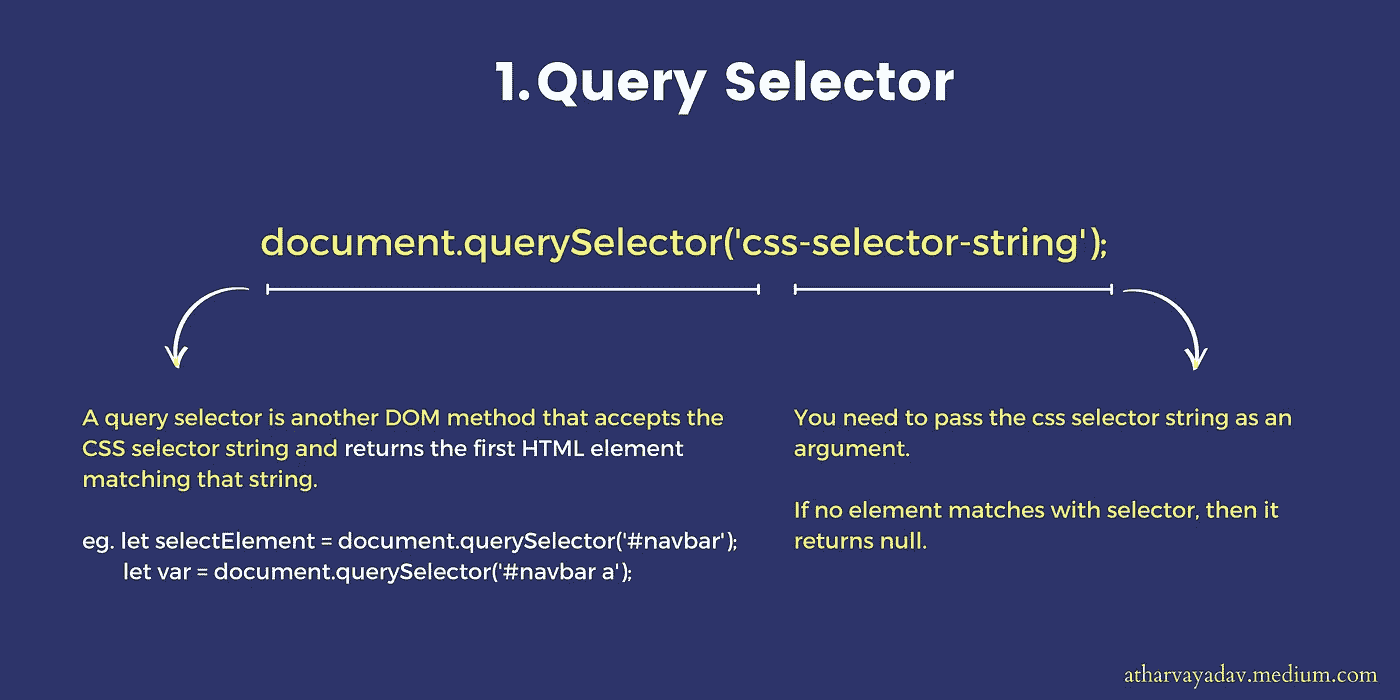 1.Query Selector
document.querySelector('css-selector-string');
A query selector is another DOM method that accepts the
CSS selector string and returns the first HTML element
matching that string.
eg. let selectElement = document.querySelector('#navbar');
let var = document.querySelector('#navbar a');
You need to pass the css selector string as an
argument.
If no element matches with selector, then it
returns null.
atharvayadav.medium.com